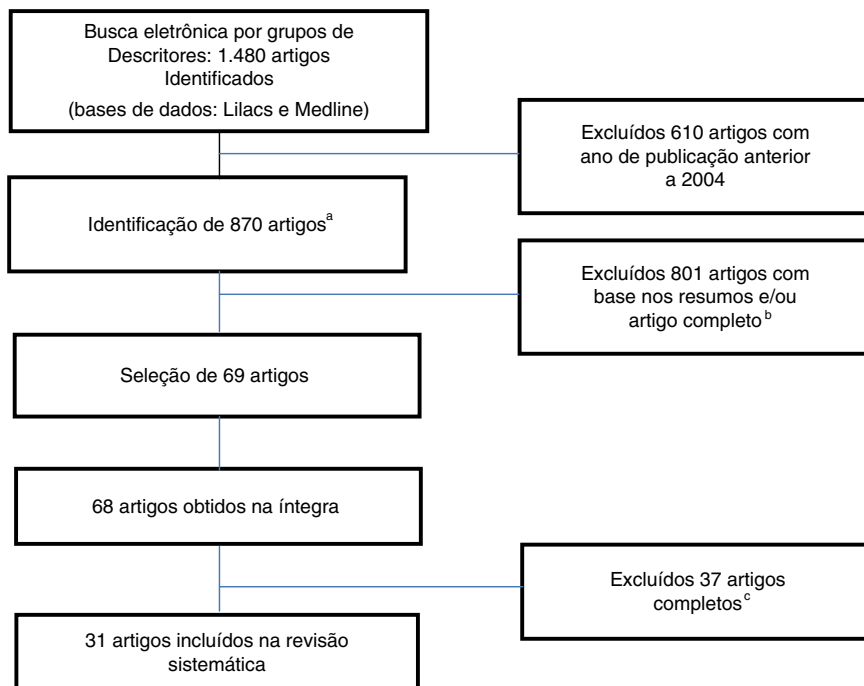 Busca eletrônica por grupos de
Descritores: 1.480 artigos
Identificados
(bases de dados: Lilacs e Medline)
Excluídos 610 artigos com
ano de publicação anterior
a 2004
Identificação de 870 artigosa
Excluídos 801 artigos com
base nos resumos e/ou
artigo completo b
Seleção de 69 artigos
68 artigos obtidos na íntegra
Excluídos 37 artigos
completosc
31 artigos incluídos na revisão
sistemática